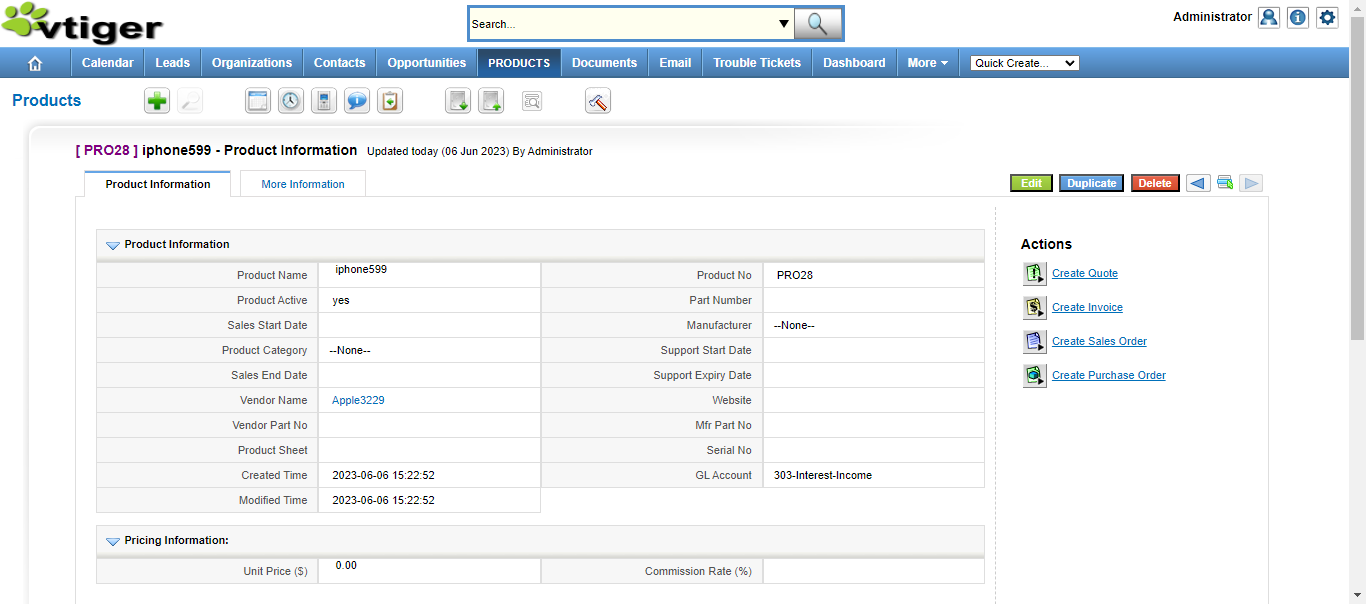 vtiger
Search...
Administrator
Calendar Leads Organizations Contacts Opportunities PRODUCTS Documents Email Trouble Tickets Dashboard More Quick Create...
Products
[ PRO28 ] iphone599 - Product Information Updated today (06 Jun 2023) By Administrator
Product Information More Information Edit Duplicate Delete
Product Information
Product Name iphone599 Product No PRO28
Product Active yes Part Number
Sales Start Date Manufacturer --None--
Product Category --None-- Support Start Date
Sales End Date Support Expiry Date
Vendor Name Apple3229 Website
Vendor Part No Mfr Part No
Product Sheet Serial No
Created Time 2023-06-06 15:22:52 GL Account 303-Interest-Income
Modified Time 2023-06-06 15:22:52
Pricing Information:
Unit Price ($) 0.00 Commission Rate (%)
Actions
Create Quote
Create Invoice
Create Sales Order
Create Purchase Order